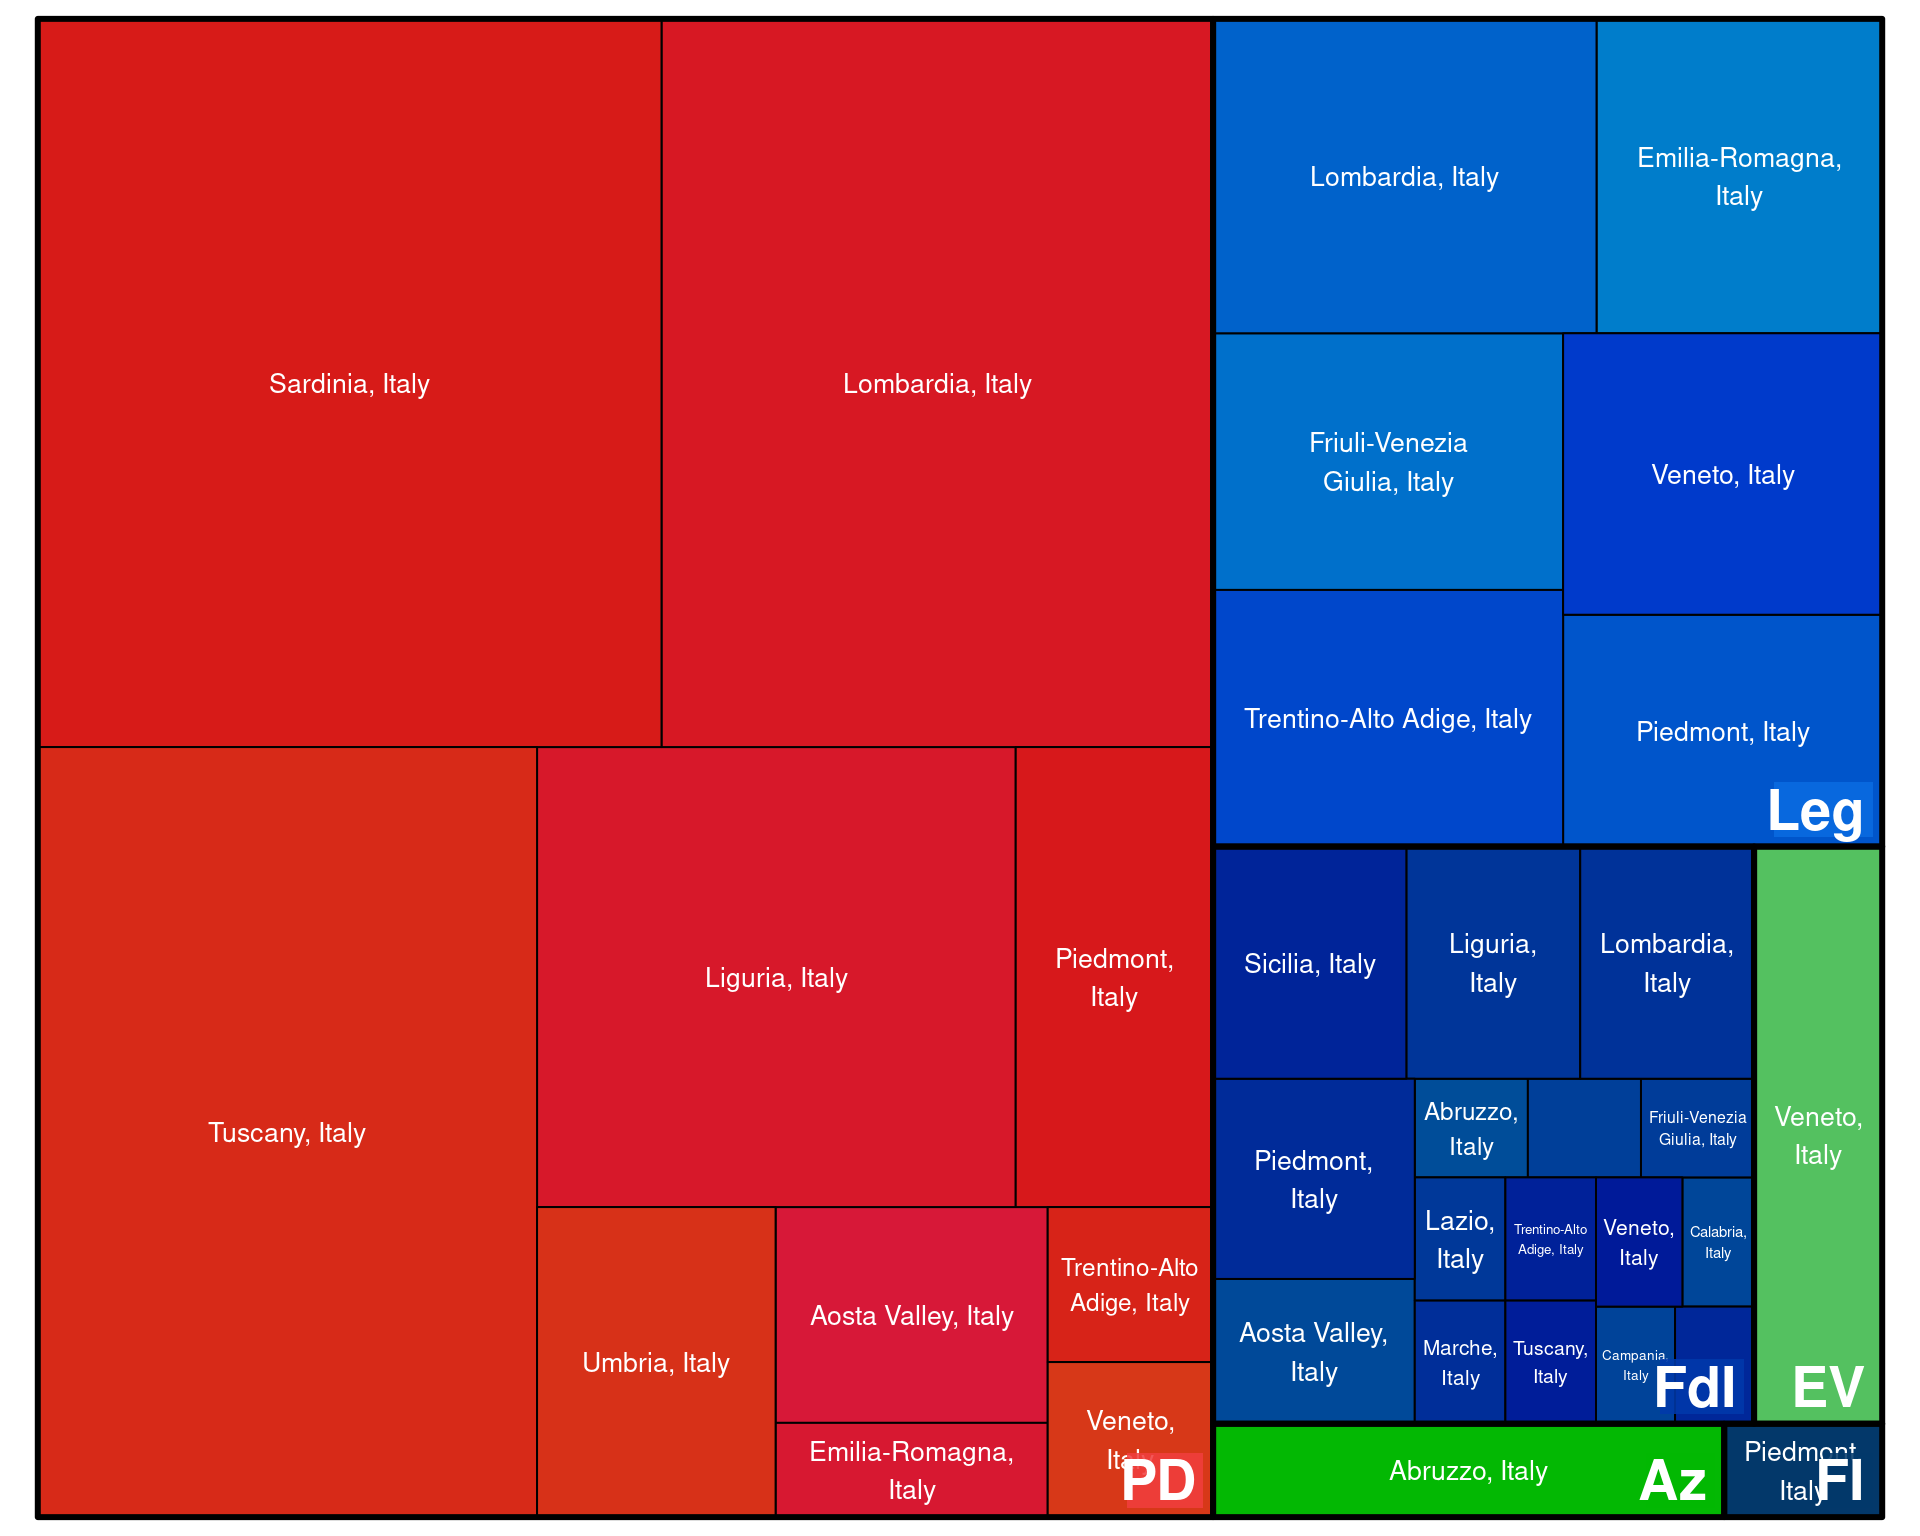 Sardinia, Italy
Lombardia, Italy
Tuscany, Italy
Liguria, Italy
Piedmont,
Italy
Umbria, Italy
Aosta Valley, Italy
Emilia-Romagna,
Italy
Trentino-Alto
Adige, Italy
Veneto,
Italy
PD
Lombardia, Italy
Emilia-Romagna,
Italy
Friuli-Venezia
Giulia, Italy
Veneto, Italy
Trentino-Alto Adige, Italy
Piedmont, Italy
Leg
Sicilia, Italy
Liguria,
Italy
Lombardia,
Italy
Piedmont,
Italy
Aosta Valley,
Italy
Abruzzo,
Italy
Friuli-Venezia
Giulia, Italy
Lazio,
Italy
Trentino-Alto
Adige, Italy
Veneto,
Italy
Calabria,
Italy
Marche,
Italy
Tuscany,
Italy
Campania,
Italy
FdI
Veneto,
Italy
EV
Abruzzo, Italy
Az
Piedmont,
Italy
FI